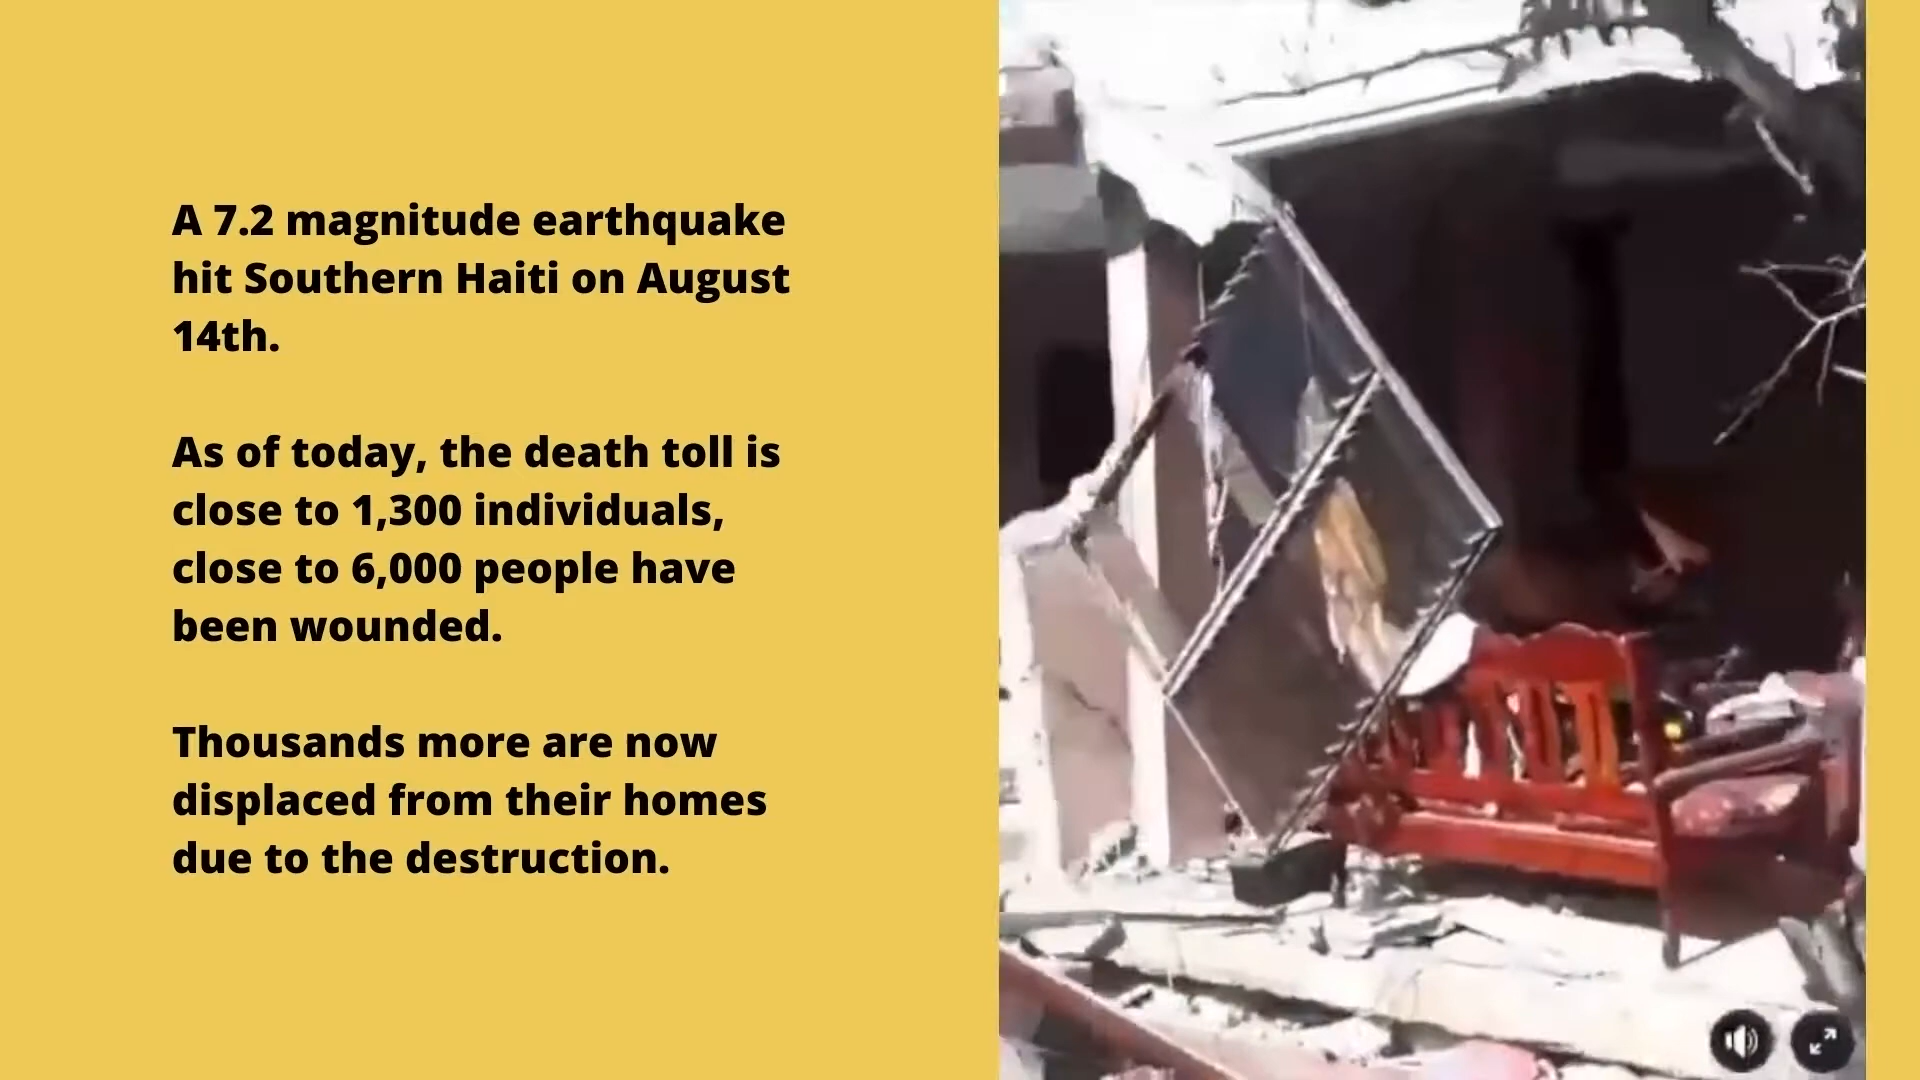 A 7.2 magnitude earthquake
hit Southern Haiti on August
14th.
As of today, the death toll is
close to 1,300 individuals,
close to 6,000 people have
been wounded.
Thousands more are now
displaced from their homes
due to the destruction.